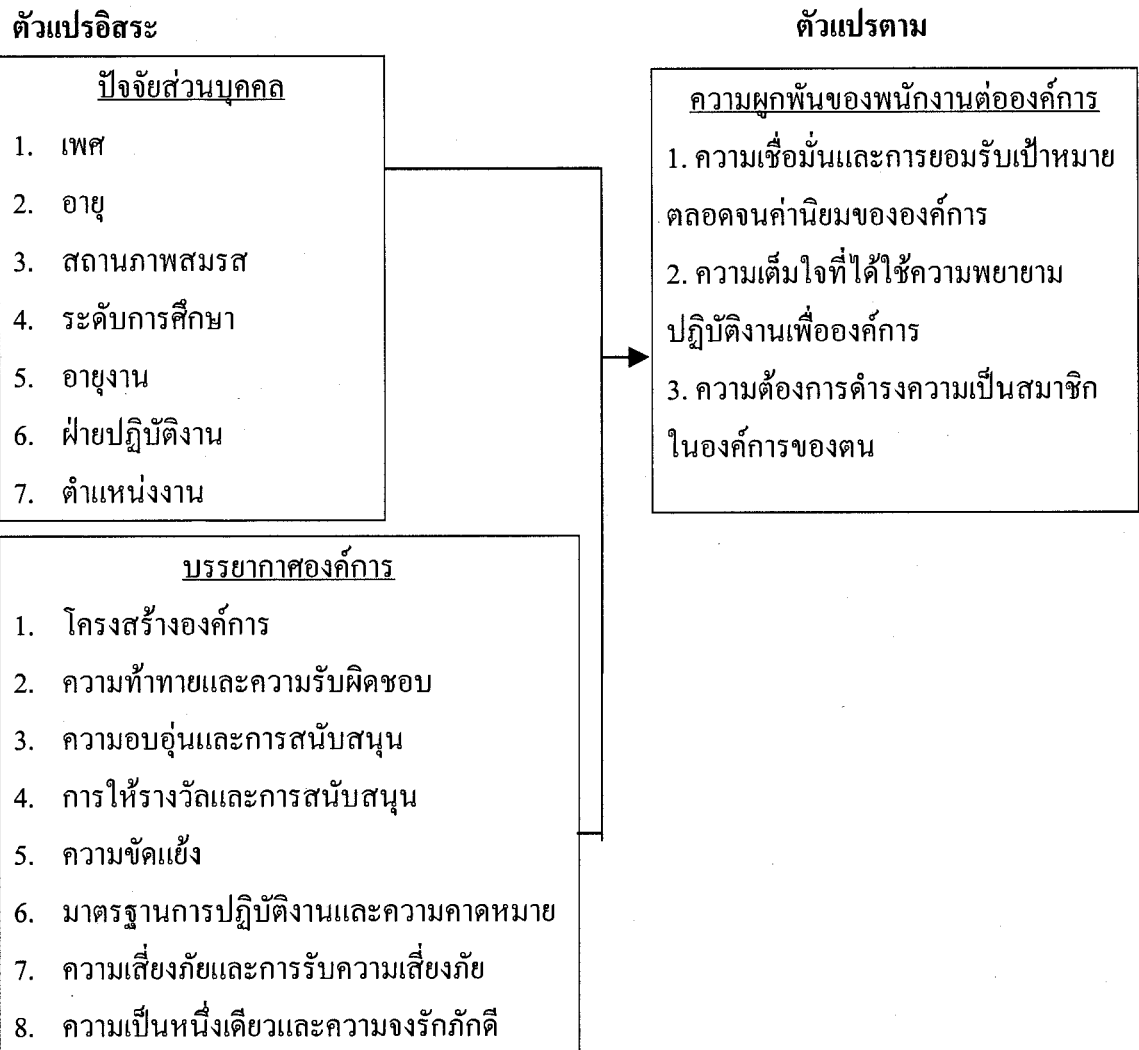 ตัวแปรอิสระ
ปัจจัยส่วนบุคคล
1. เพศ
2. อายุ
3. สถานภาพสมรส
4. ระดับการศึกษา
5. อายุงาน
6. ฝ่ายปฏิบัติงาน
7. ตำแหน่งงาน
บรรยากาศองค์การ
1. โครงสร้างองค์การ
2. ความท้าทายและความรับผิดชอบ
3. ความอบอุ่นและการสนับสนุน
4. การให้รางวัลและการสนับสนุน
5. ความขัดแย้ง
6. มาตรฐานการปฏิบัติงานและความคาดหมาย
7. ความเสี่ยงภัยและการรับความเสี่ยงภัย
8. ความเป็นหนึ่งเดียวและความจงรักภักดี
ตัวแปรตาม
ความผูกพันของพนักงานต่อองค์การ
1. ความเชื่อมั่นและการยอมรับเป้าหมาย
ตลอดจนค่านิยมขององค์การ
2. ความเต็มใจที่ได้ใช้ความพยายาม
ปฏิบัติงานเพื่อองค์การ
3. ความต้องการดำรงความเป็นสมาชิก
ในองค์การของตน